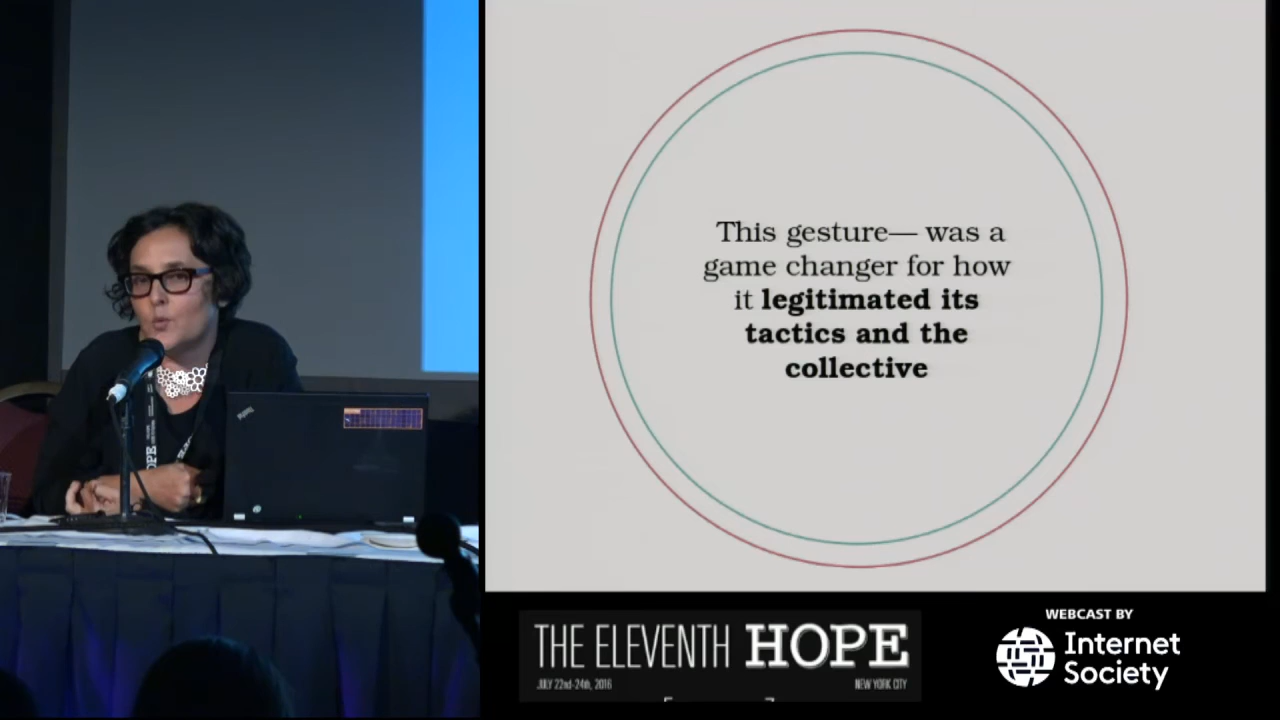 This gesture— was a
game changer for how
it legitimated its
tactics and the
collective
HOPE
THE ELEVENTH HOPE
JULY 22nd-24th, 2016
NEW YORK CITY
WEBCAST BY
Internet
Society